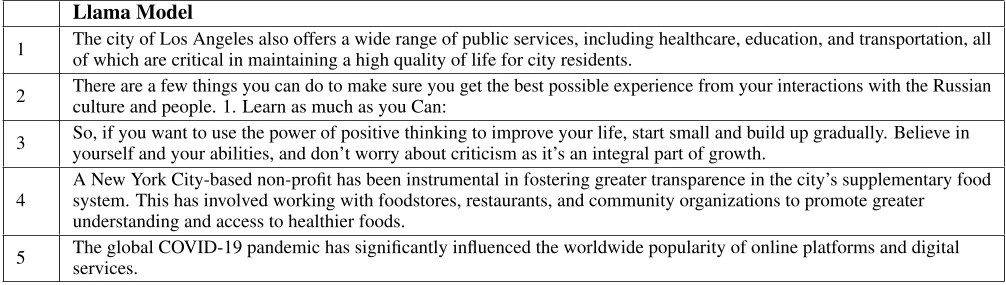 Llama Model
1
The city of Los Angeles also offers a wide range of public services, including healthcare, education, and transportation, all
of which are critical in maintaining a high quality of life for city residents.
2
There are a few things you can do to make sure you get the best possible experience from your interactions with the Russian
culture and people. 1. Learn as much as you Can:
3
So, if you want to use the power of positive thinking to improve your life, start small and build up gradually. Believe in
yourself and your abilities, and don't worry about criticism as it's an integral part of growth.
4
A New York City-based non-profit has been instrumental in fostering greater transparence in the city's supplementary food
system. This has involved working with foodstores, restaurants, and community organizations to promote greater
understanding and access to healthier foods.
5
The global COVID-19 pandemic has significantly influenced the worldwide popularity of online platforms and digital
services.